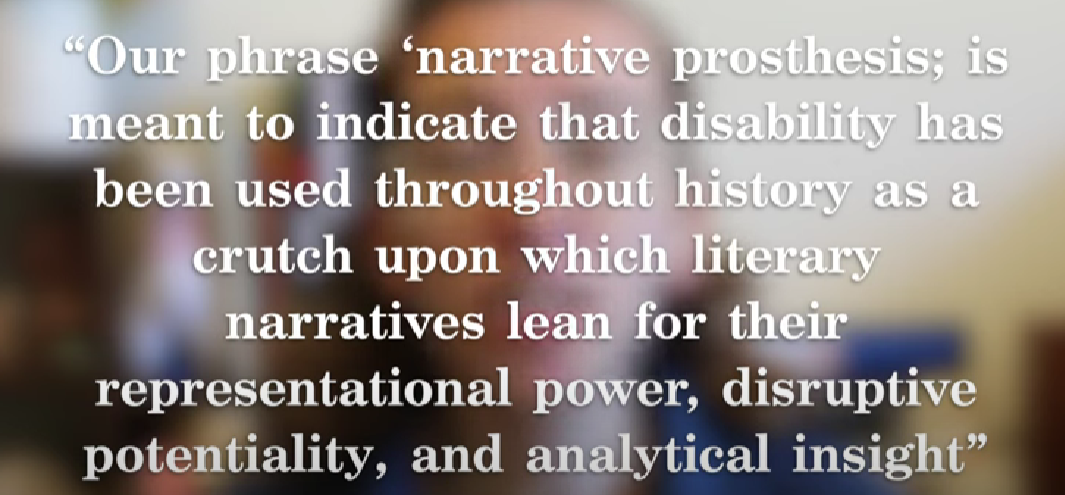 “Our phrase ‘narrative prosthesis; is
meant to indicate that disability has
been used throughout history as a
crutch upon which literary
narratives lean for their
representational power, disruptive
potentiality, and analytical insight”